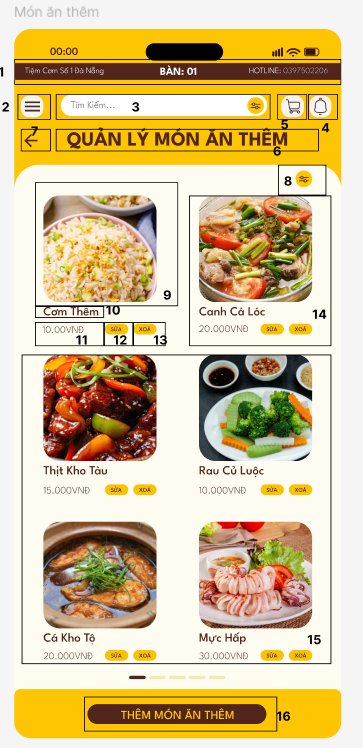 Món ăn thêm
00:00
1
Tiệm Cơm Số 1 Đà Nẵng
BÀN: 01
HOTLINE: 0397502206
2
Tìm Kiếm...
3
5
4
7
QUẢN LÝ MÓN ĂN THÊM
6
8
9
Cơm Thêm
10
10.00VNĐ
SỬA
XOÁ
11
12
13
Canh Cá Lóc
14
20.000VNĐ
SỬA
XOÁ
Thịt Kho Tàu
15.000VNĐ
SỬA
XOÁ
Rau Củ Luộc
10.000VNĐ
SỬA
XOÁ
Cá Kho Tộ
20.000VNĐ
SỬA
XOÁ
Mực Hấp
15
30.000VNĐ
SỬA
XOÁ
THÊM MÓN ĂN THÊM
16